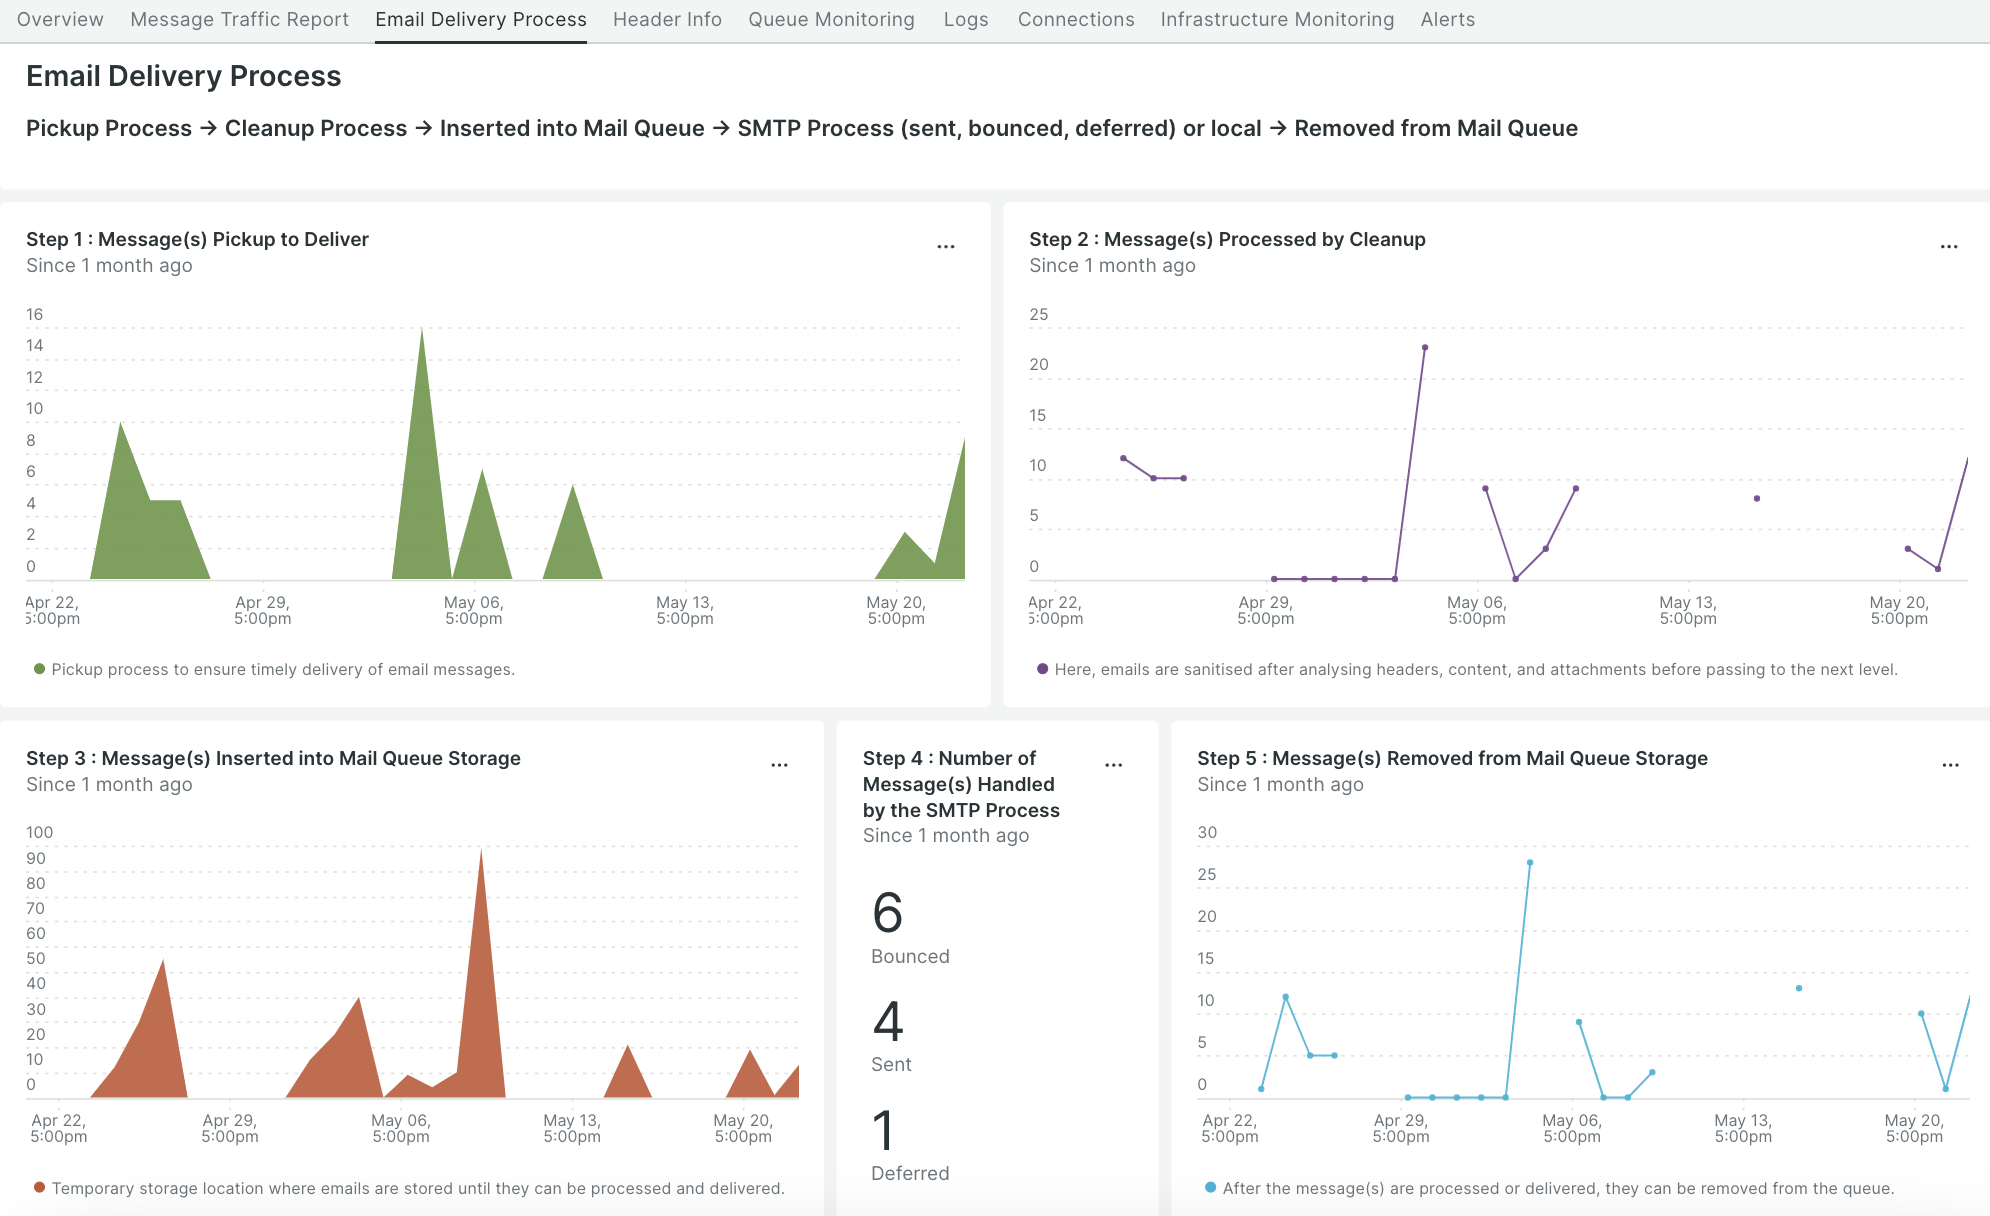 Overview Message Traffic Report Email Delivery Process Header Info Queue Monitoring Logs Connections Infrastructure Monitoring Alerts
Email Delivery Process
Pickup Process → Cleanup Process → Inserted into Mail Queue → SMTP Process (sent, bounced, deferred) or local → Removed from Mail Queue
Step 1 : Message(s) Pickup to Deliver
...
Since 1 month ago
16
14
12
10
8
6
4
2
0
Apr 22, Apr 29, May 06, May 13, May 20,
5:00pm 5:00pm 5:00pm 5:00pm 5:00pm
Pickup process to ensure timely delivery of email messages.
Step 2 : Message(s) Processed by Cleanup
...
Since 1 month ago
25
20
15
10
5
0
Apr 22, Apr 29, May 06, May 13, May 20,
5:00pm 5:00pm 5:00pm 5:00pm 5:00pm
Here, emails are sanitised after analysing headers, content, and attachments before passing to the next level.
Step 3 : Message(s) Inserted into Mail Queue Storage
...
Since 1 month ago
100
90
80
70
60
50
40
30
20
10
0
Apr 22, Apr 29, May 06, May 13, May 20,
5:00pm 5:00pm 5:00pm 5:00pm 5:00pm
Temporary storage location where emails are stored until they can be processed and delivered.
Step 4 : Number of
...
Message(s) Handled
by the SMTP Process
Since 1 month ago
6
Bounced
4
Sent
1
Deferred
Step 5 : Message(s) Removed from Mail Queue Storage
...
Since 1 month ago
30
25
20
15
10
5
0
Apr 22, Apr 29, May 06, May 13, May 20,
5:00pm 5:00pm 5:00pm 5:00pm 5:00pm
After the message(s) are processed or delivered, they can be removed from the queue.